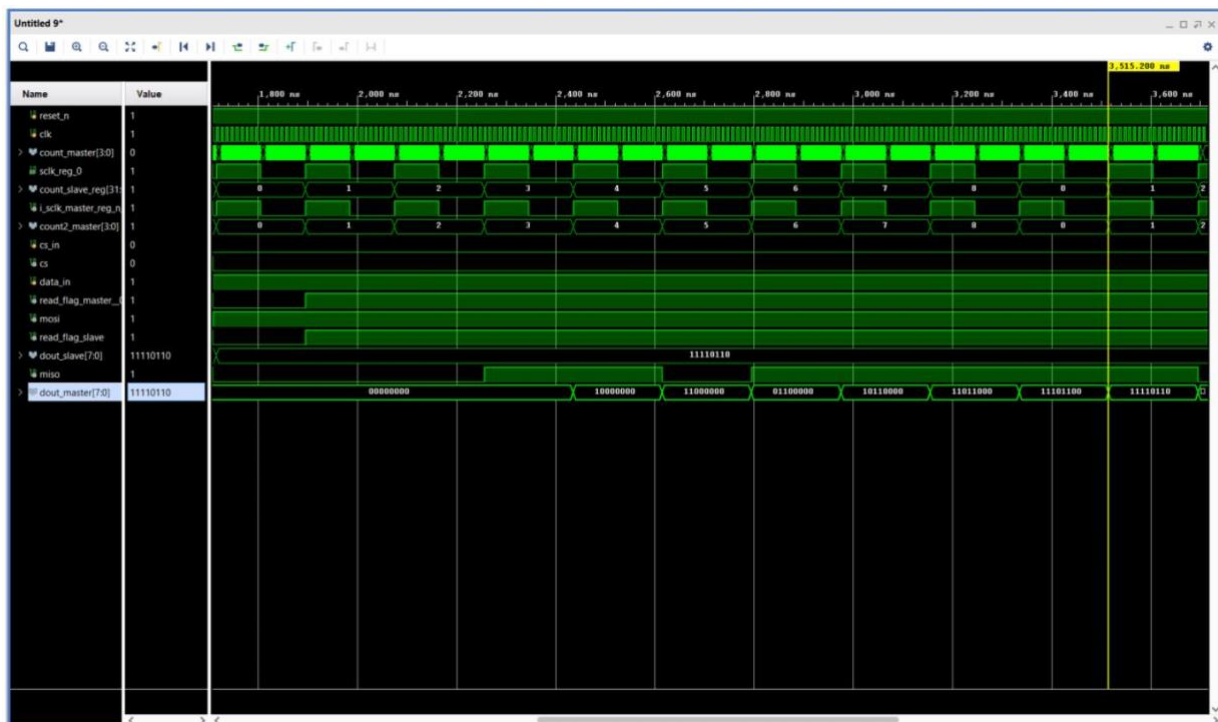 Untitled 9*
3,515.200 ns
Name Value
1,800 ns 2,000 ns 2,200 ns 2,400 ns 2,600 ns 2,800 ns 3,000 ns 3,200 ns 3,400 ns 3,600 ns
reset_n 1
clk 1
count_master[3:0] 0
sclk_reg_0 1
count_slave_reg[31: 1 0 1 2 3 4 5 6 7 8 0 1 2
i_sclk_master_reg_n 1
count2_master[3:0] 1 0 1 2 3 4 5 6 7 8 0 1 2
cs_in 0
cs 0
data_in 1
read_flag_master__ 1
mosi 1
read_flag_slave 1
dout_slave[7:0] 11110110 11110110
miso 1
dout_master[7:0] 11110110 00000000 10000000 11000000 01100000 10110000 11011000 11101100 11110110